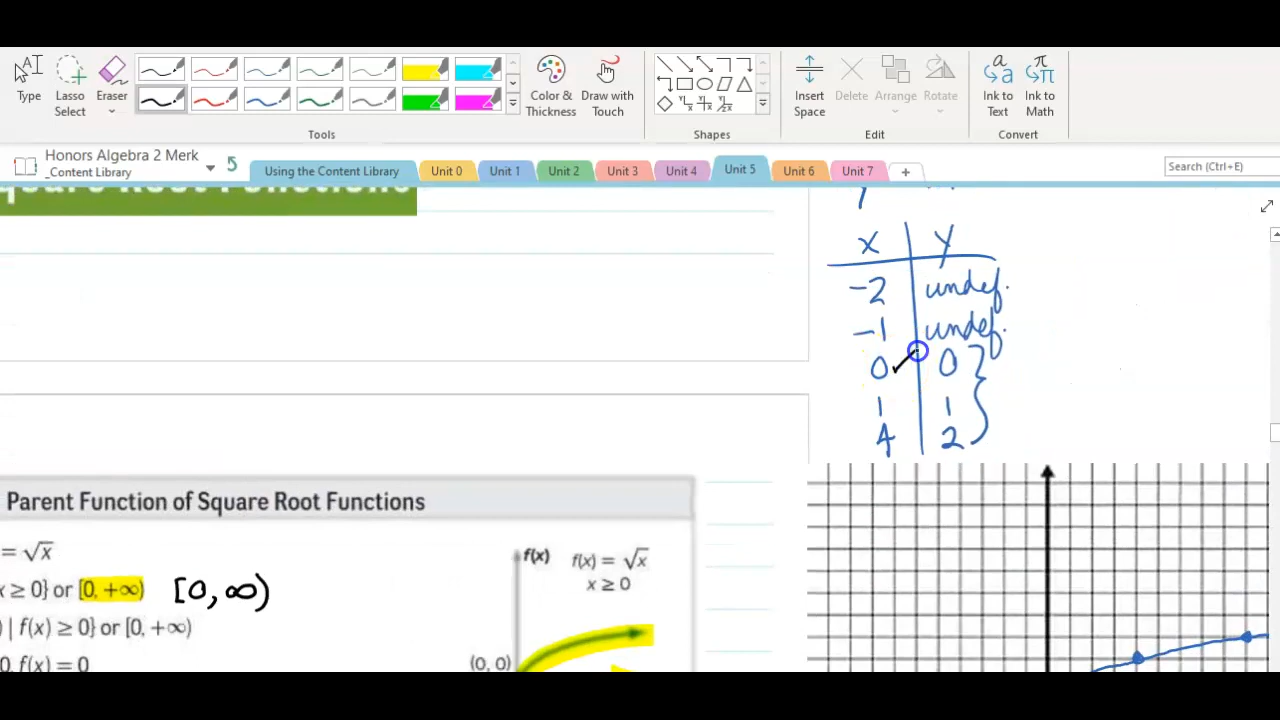 Type
Lasso Select
Eraser
Color & Thickness
Draw with Touch
Insert Space
Delete
Arrange
Rotate
Ink to Text
Ink to Math
Tools
Shapes
Edit
Convert
Honors Algebra 2 Merk
_Content Library
Using the Content Library
Unit 0
Unit 1
Unit 2
Unit 3
Unit 4
Unit 5
Unit 6
Unit 7
+
Search (Ctrl+E)
quare Root Functions
x y
-2 undef.
-1 undef.
0 0
1 1
4 2
Parent Function of Square Root Functions
= √x
x ≥ 0} or [0, +∞) [0, ∞)
) | f(x) ≥ 0} or [0, +∞)
0, f(x) = 0
f(x)
f(x) = √x
x ≥ 0
(0, 0)